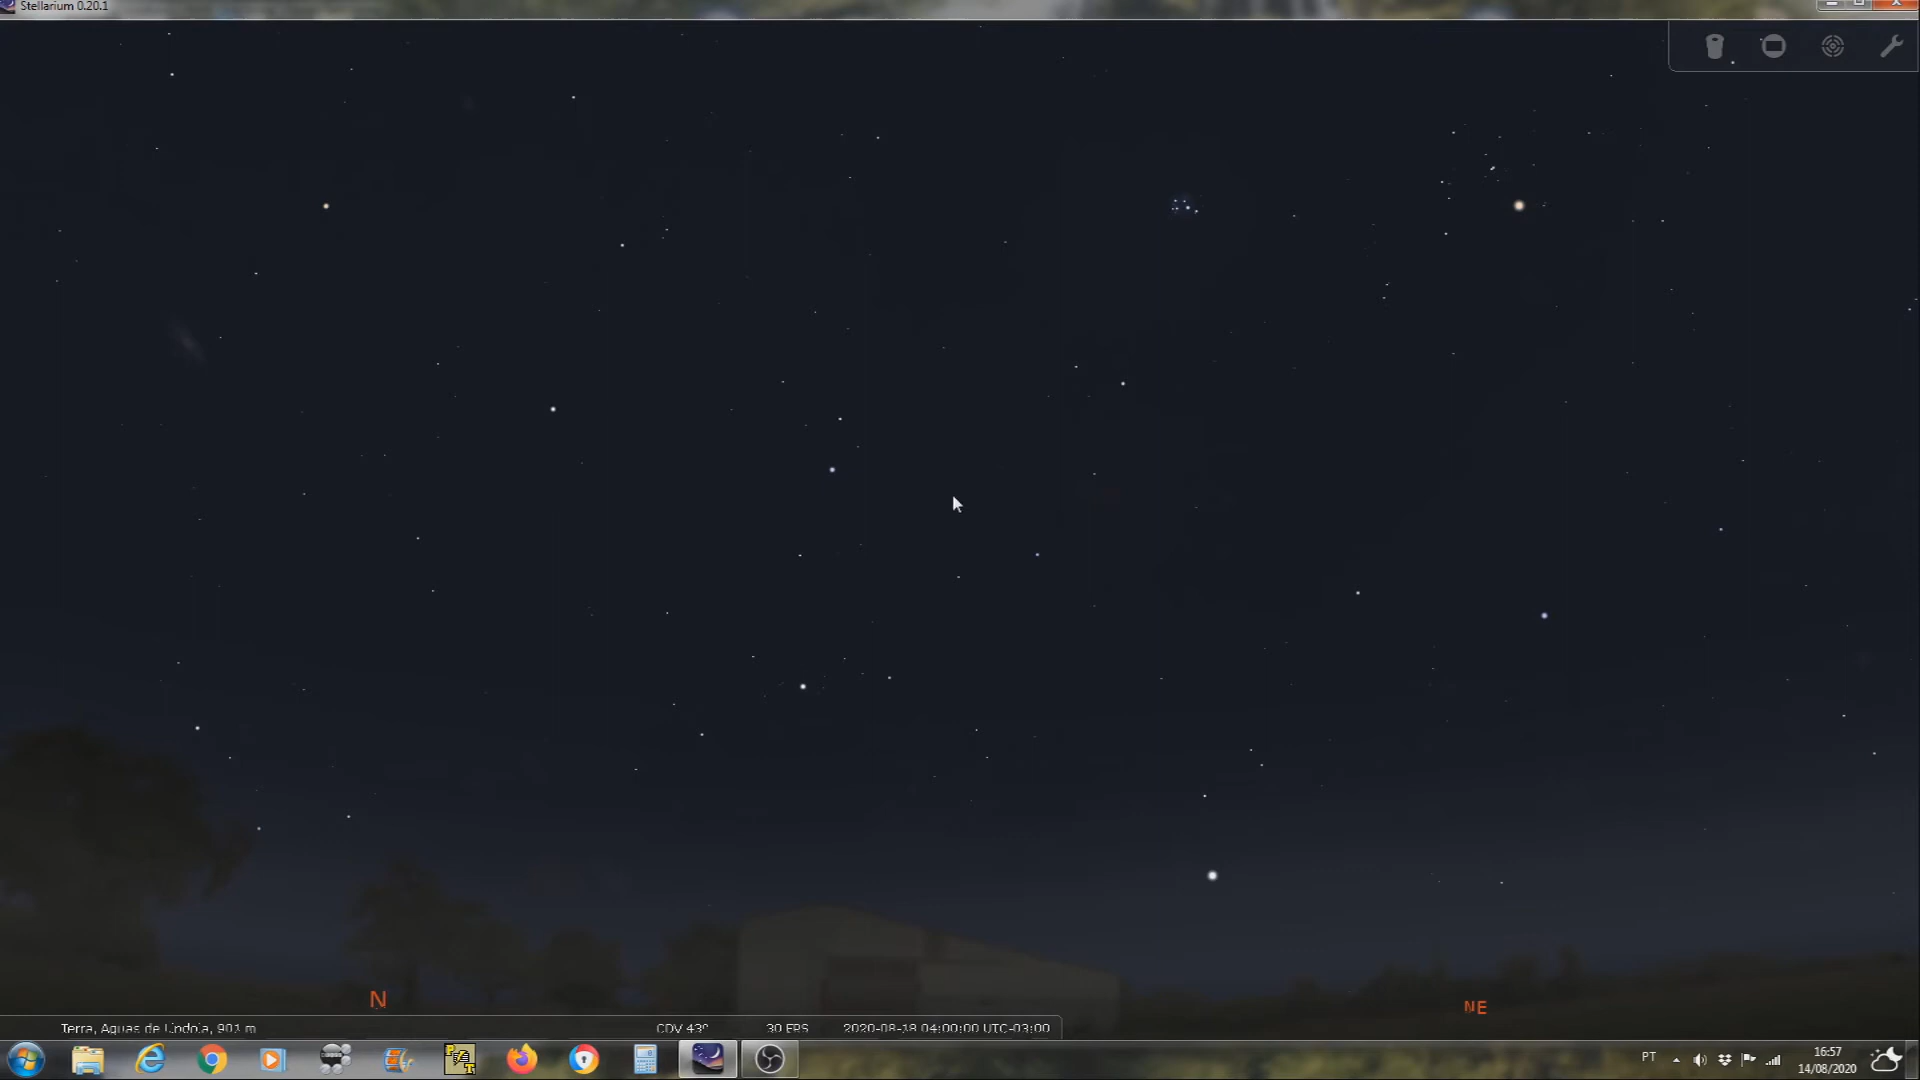 Stellarium 0.20.1
N
NE
Terra, Aguas de Lindoia, 901 m
CDV 43°
30 FPS
2020-08-18 04:00:00 UTC-03:00
PT
16:57
14/08/2020